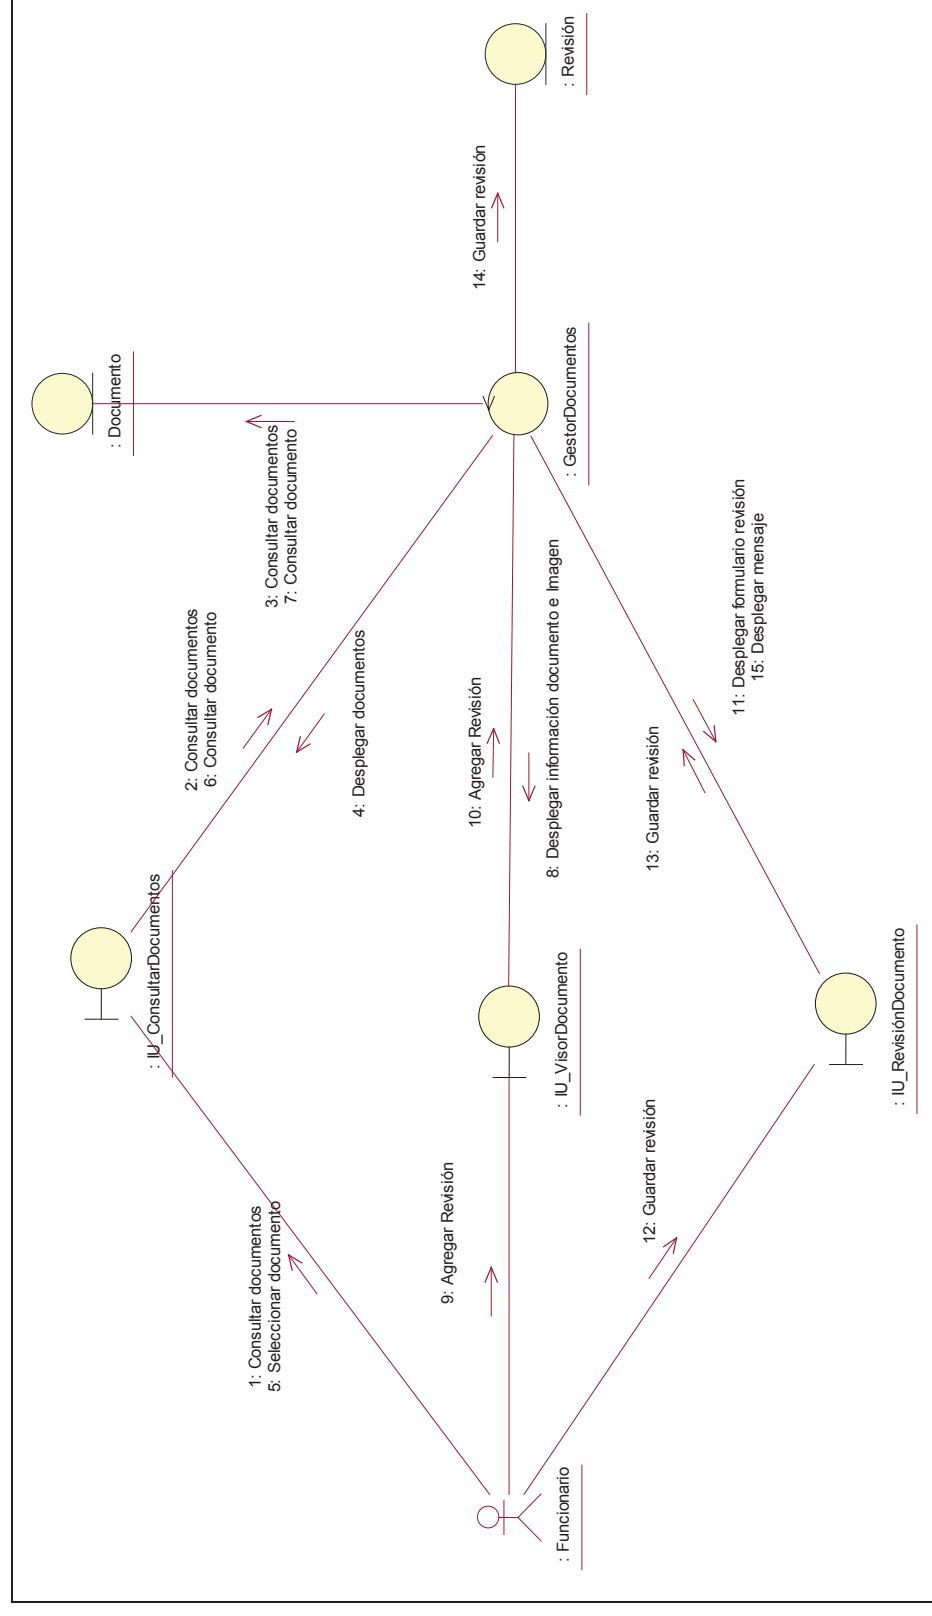 : Funcionario
1: Consultar documentos
5: Seleccionar documento
9: Agregar Revisión
12: Guardar revisión
: IU_ConsultarDocumentos
: IU_VisorDocumento
: IU_RevisiónDocumento
2: Consultar documentos
6: Consultar documento
4: Desplegar documentos
10: Agregar Revisión
8: Desplegar información documento e Imagen
13: Guardar revisión
11: Desplegar formulario revisión
15: Desplegar mensaje
3: Consultar documentos
7: Consultar documento
: Documento
: GestorDocumentos
14: Guardar revisión
: Revisión